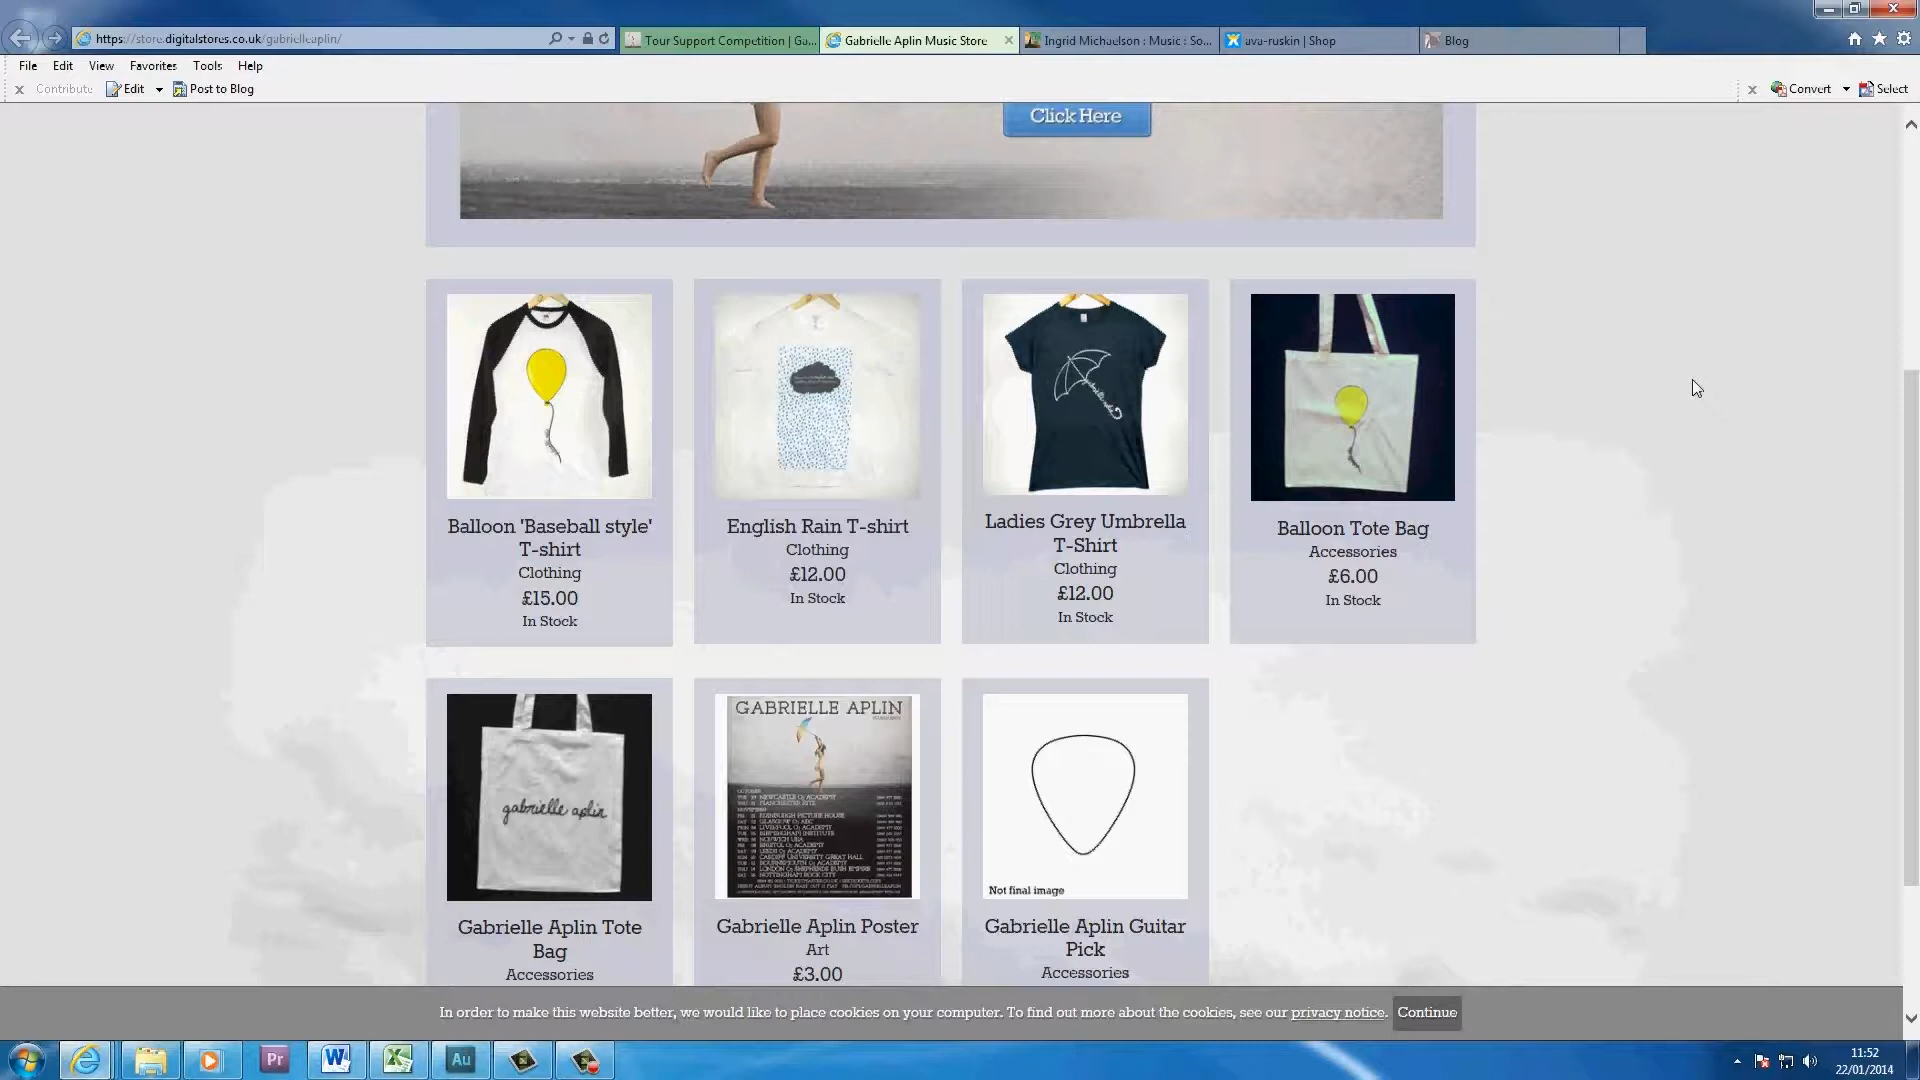 https://store.digitalstores.co.uk/gabrielleaplin/
Tour Support Competition | Ga...
Gabrielle Aplin Music Store
Ingrid Michaelson : Music : So...
ava-ruskin | Shop
Blog
File Edit View Favorites Tools Help
Contribute Edit Post to Blog
Convert Select
Click Here
Balloon 'Baseball style'
T-shirt
Clothing
£15.00
In Stock
English Rain T-shirt
Clothing
£12.00
In Stock
Ladies Grey Umbrella
T-Shirt
Clothing
£12.00
In Stock
Balloon Tote Bag
Accessories
£6.00
In Stock
gabrielle aplin
Gabrielle Aplin Tote
Bag
Accessories
GABRIELLE APLIN
Gabrielle Aplin Poster
Art
£3.00
Not final image
Gabrielle Aplin Guitar
Pick
Accessories
In order to make this website better, we would like to place cookies on your computer. To find out more about the cookies, see our privacy notice. Continue
Pr
Au
11:52
22/01/2014